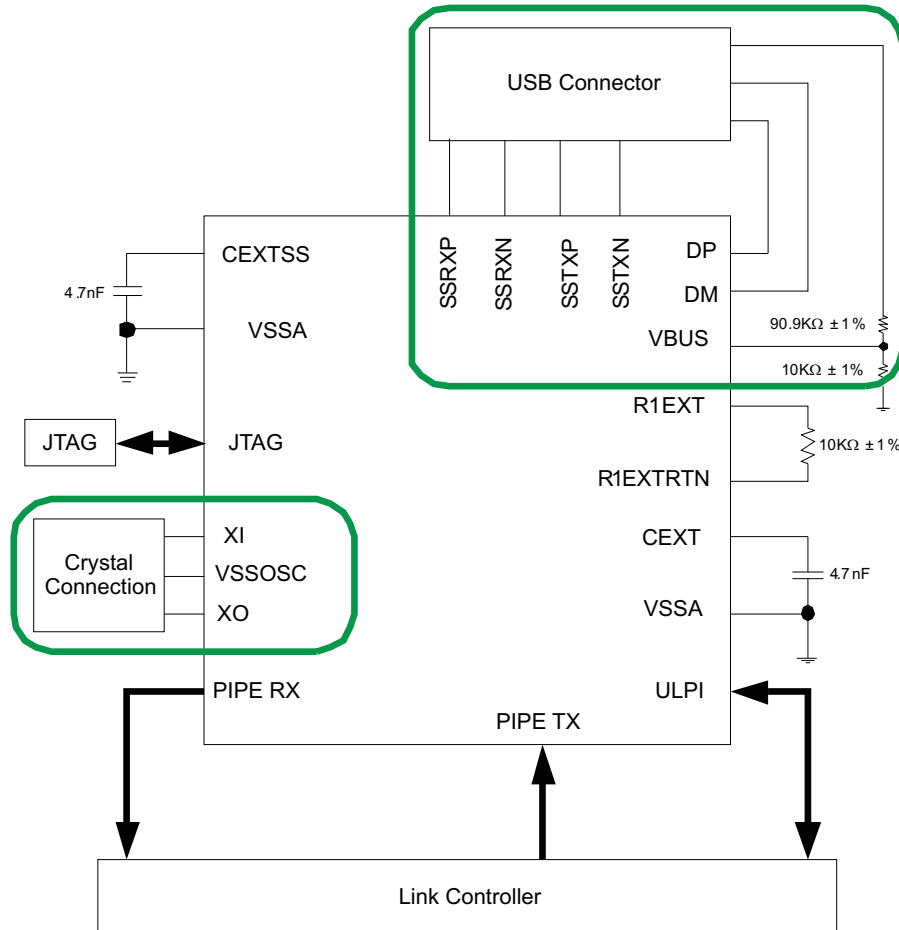 USB Connector
SSRXP
SSRXN
SSTXP
SSTXN
CEXTSS
DP
4.7nF
DM
VSSA
90.9KΩ ±1%
VBUS
10KΩ ± 1%
R1EXT
JTAG
JTAG
10KΩ ±1%
R1EXTRTN
XI
CEXT
Crystal
Connection
VSSOSC
4.7nF
XO
VSSA
PIPE RX
ULPI
PIPE TX
Link Controller